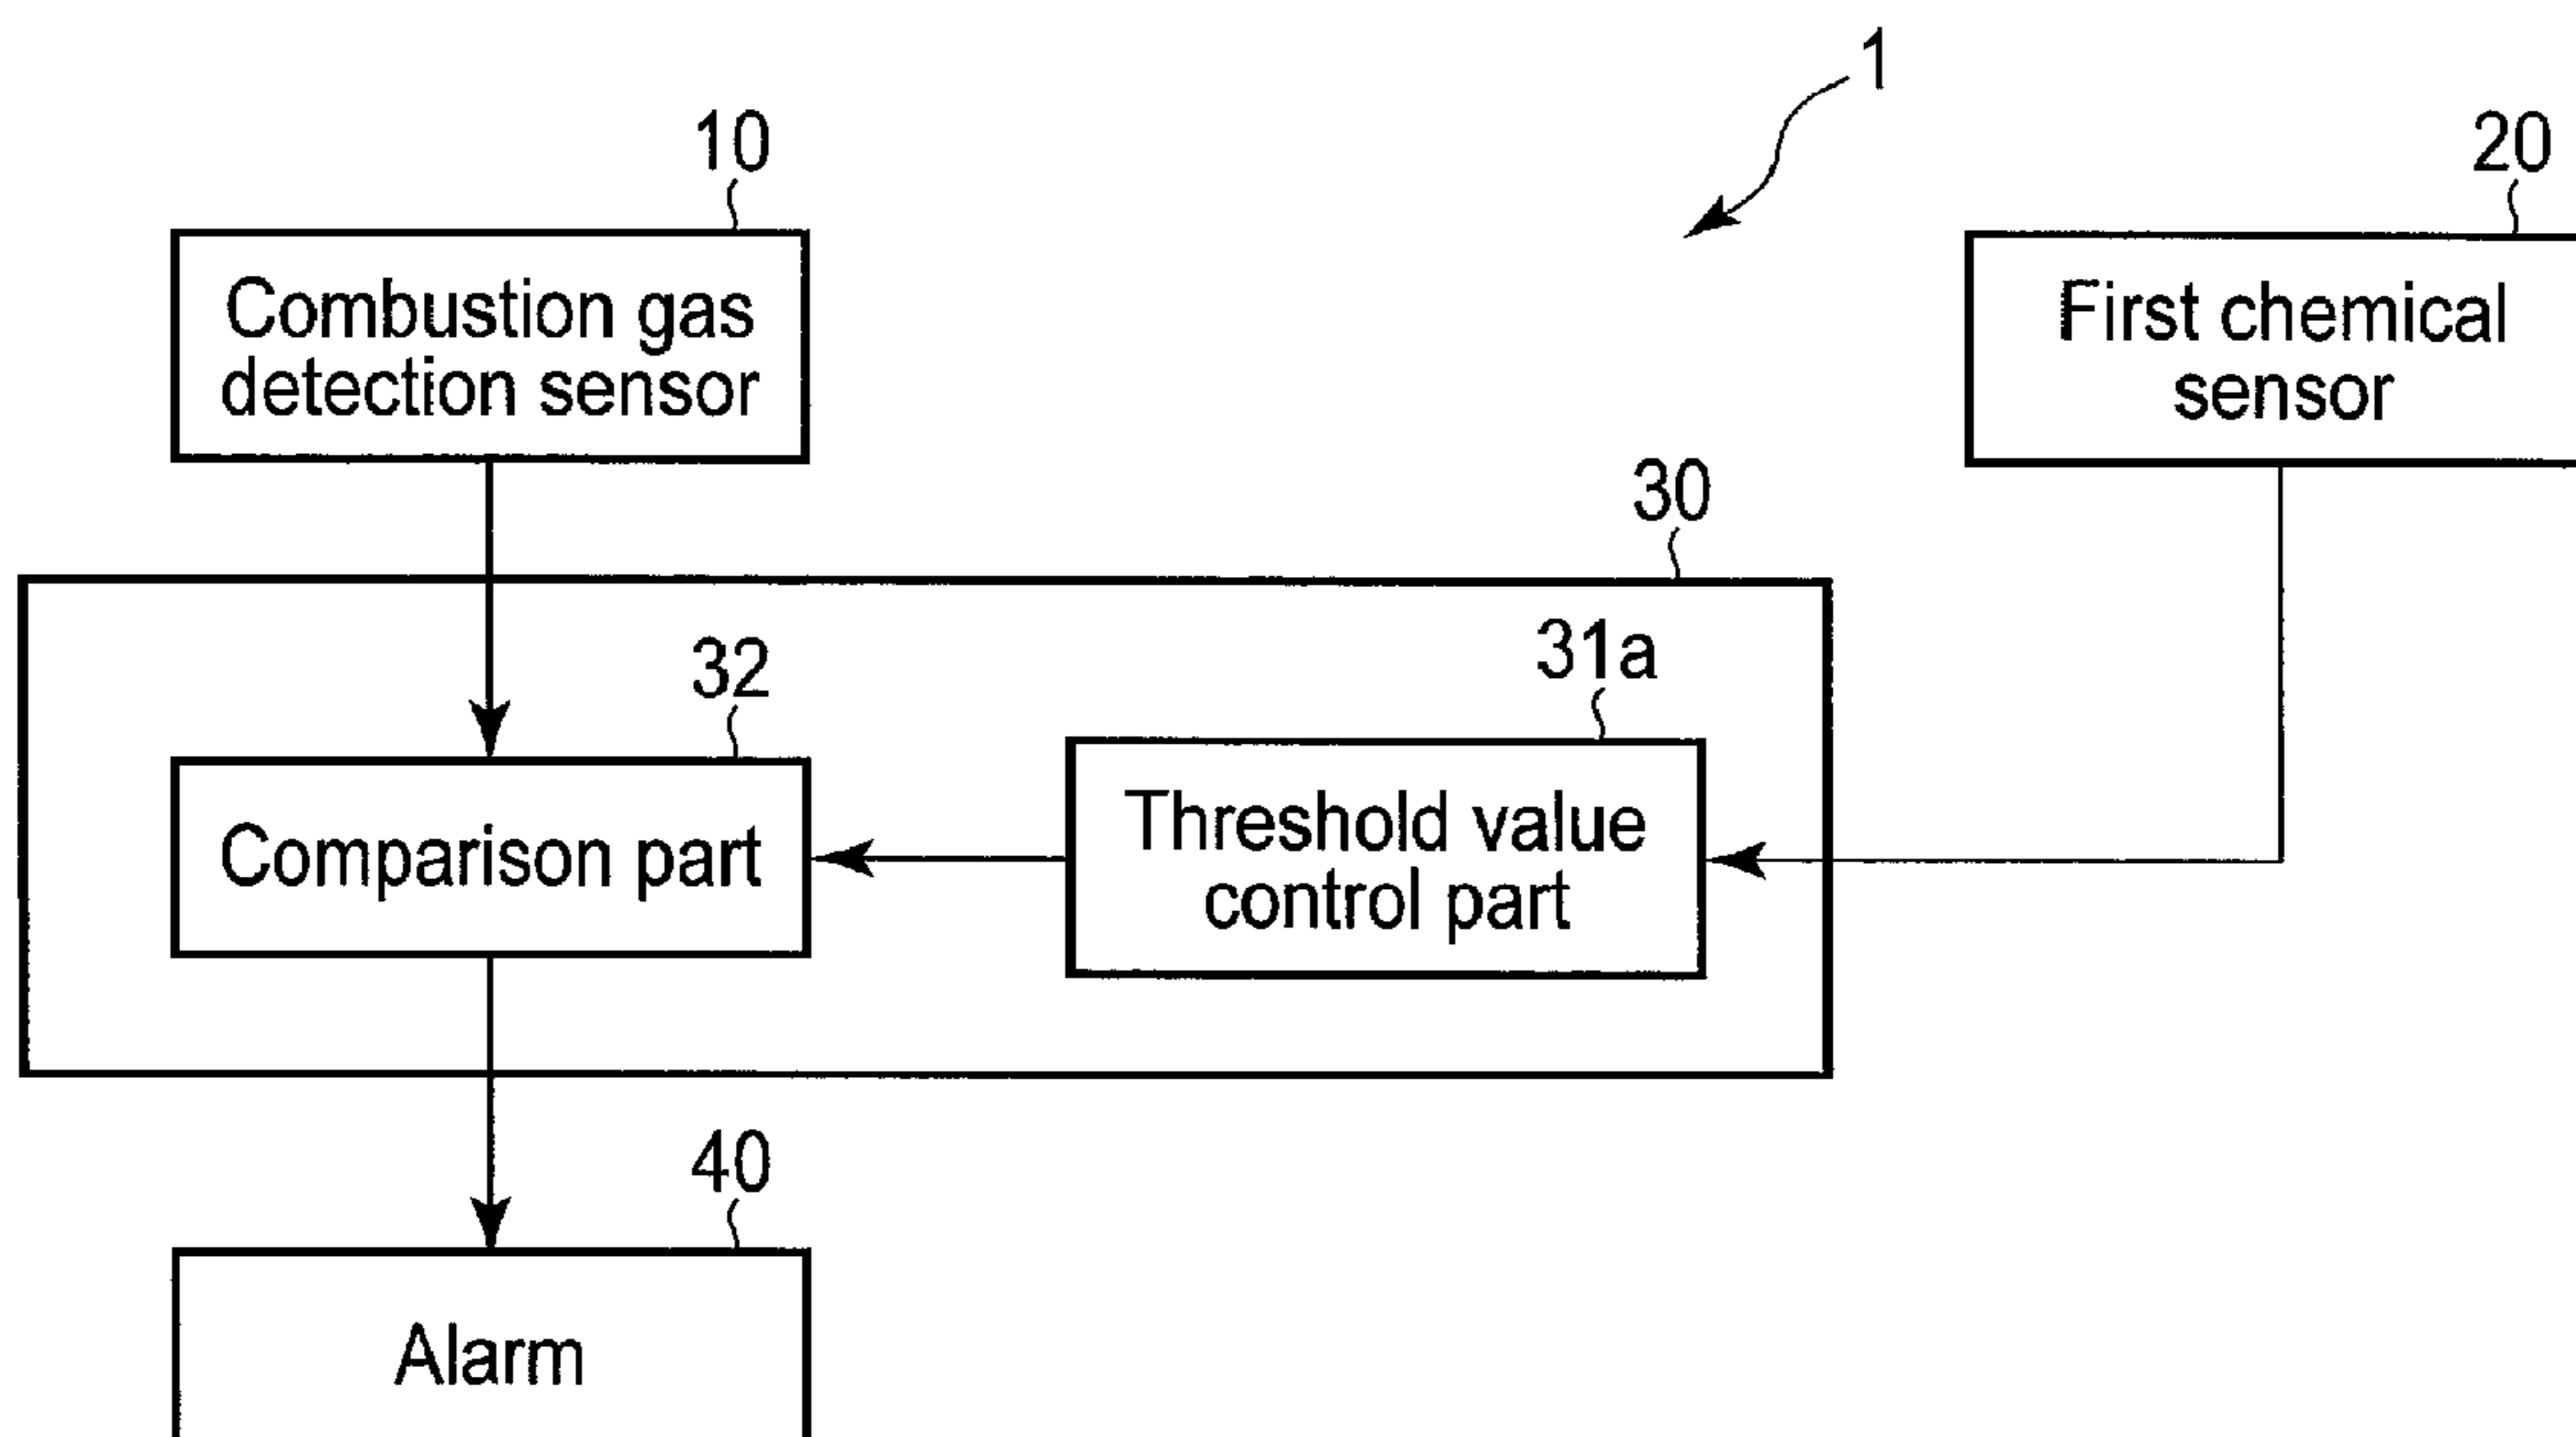 1
10
20
Combustion gas
detection sensor
First chemical
sensor
30
32
31a
Comparison part
Threshold value
control part
40
Alarm